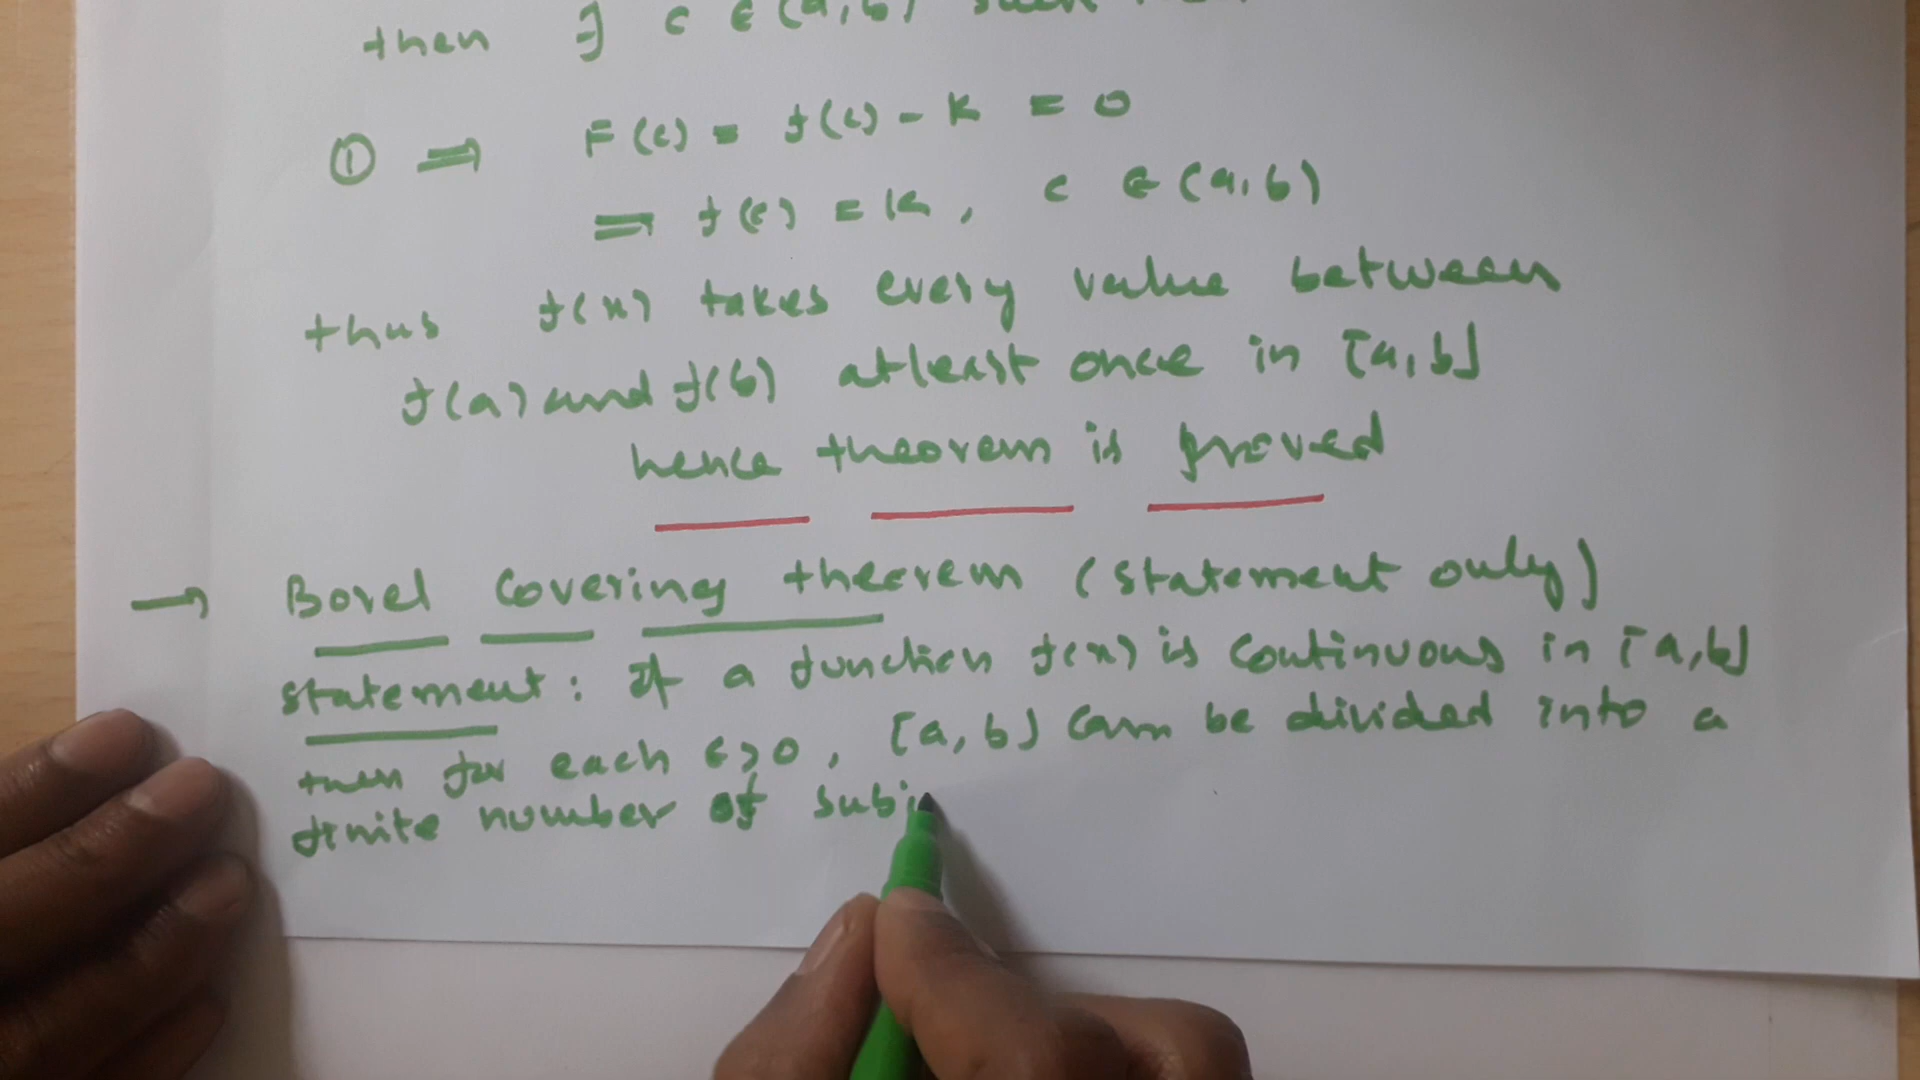 then ∃ c ∈ (a, b) such
① ⟹ F(c) = f(c) - K = 0
⟹ f(c) = K, c ∈ (a, b)
thus f(x) takes every value between
f(a) and f(b) atleast once in [a, b]
hence theorem is proved
→ Borel Covering theorem (statement only)
statement: If a function f(x) is continuous in [a, b]
then for each ε > 0, [a, b] can be divided into a
finite number of subi